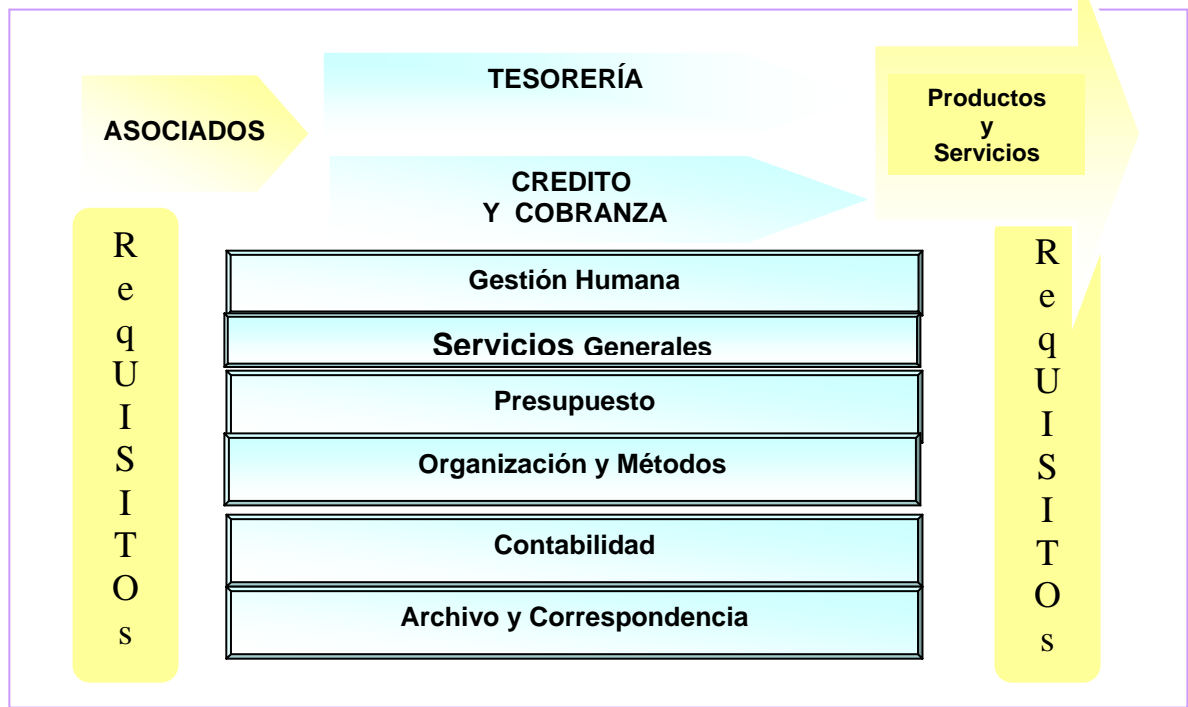 ASOCIADOS
TESORERÍA
CREDITO
Y COBRANZA
Productos
y
Servicios
R
e
q
U
I
S
I
T
O
s
Gestión Humana
Servicios Generales
Presupuesto
Organización y Métodos
Contabilidad
Archivo y Correspondencia
R
e
q
U
I
S
I
T
O
s